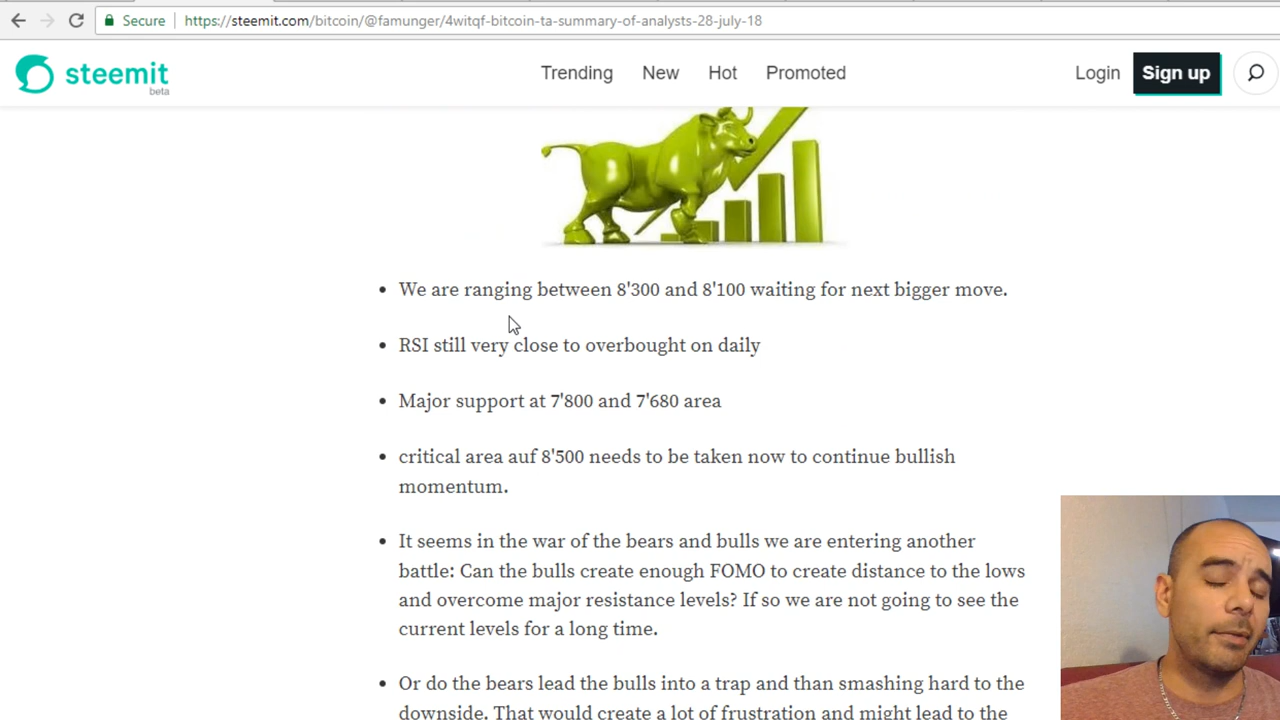 Secure
https://steemit.com/bitcoin/@famunger/4witqf-bitcoin-ta-summary-of-analysts-28-july-18
steemit
beta
Trending New Hot Promoted
Login Sign up
We are ranging between 8'300 and 8'100 waiting for next bigger move.
RSI still very close to overbought on daily
Major support at 7'800 and 7'680 area
critical area auf 8'500 needs to be taken now to continue bullish
momentum.
It seems in the war of the bears and bulls we are entering another
battle: Can the bulls create enough FOMO to create distance to the lows
and overcome major resistance levels? If so we are not going to see the
current levels for a long time.
Or do the bears lead the bulls into a trap and than smashing hard to the
downside. That would create a lot of frustration and might lead to the